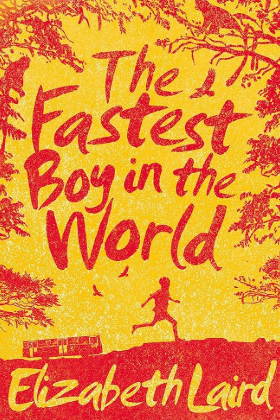 The
Fastest
Boy in the
World
Elizabeth Laird